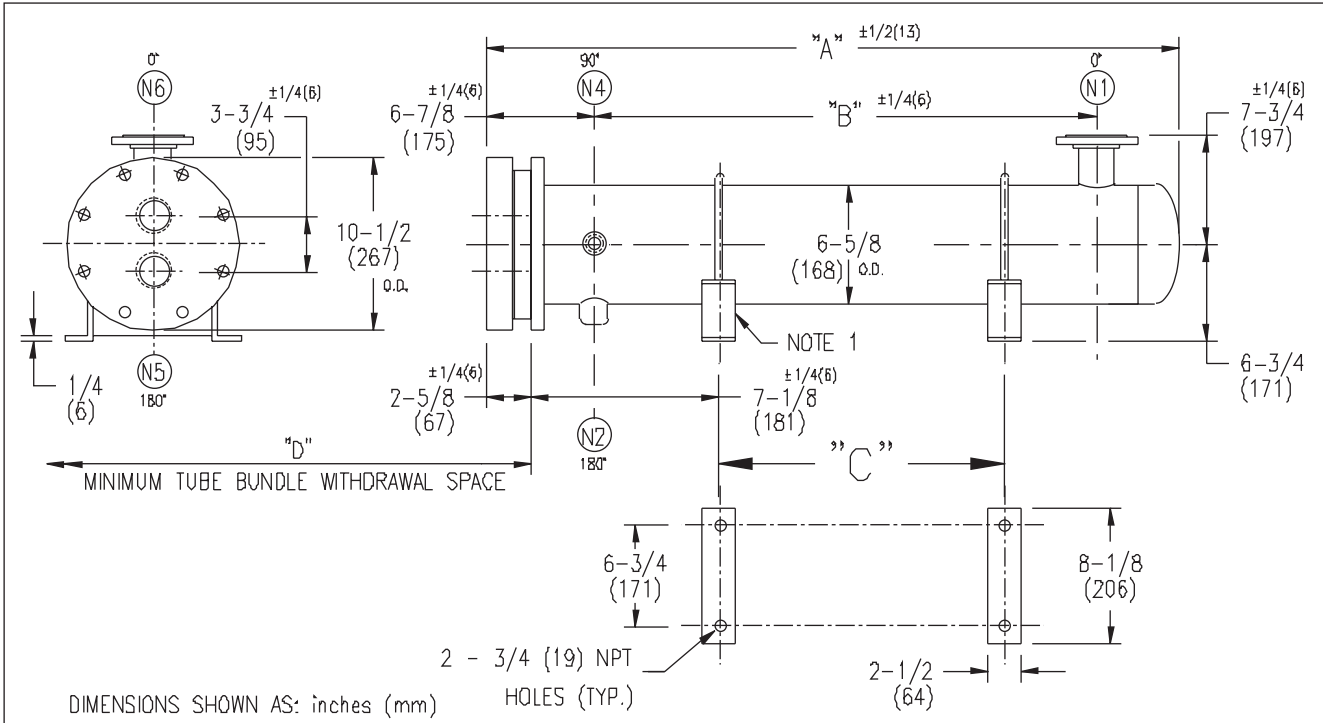 "A" ±1/2(13)
0°
N6
±1/4(6)
3-3/4
(95)
±1/4(6)
6-7/8
(175)
90°
N4
"B" ±1/4(6)
0°
N1
±1/4(6)
7-3/4
(197)
10-1/2
(267)
O.D.
6-5/8
(168) O.D.
NOTE 1
6-3/4
(171)
1/4
(6)
N5
180°
±1/4(6)
2-5/8
(67)
N2
180°
±1/4(6)
7-1/8
(181)
"D"
MINIMUM TUBE BUNDLE WITHDRAWAL SPACE
"C"
6-3/4
(171)
8-1/8
(206)
2 - 3/4 (19) NPT
HOLES (TYP.)
2-1/2
(64)
DIMENSIONS SHOWN AS: inches (mm)